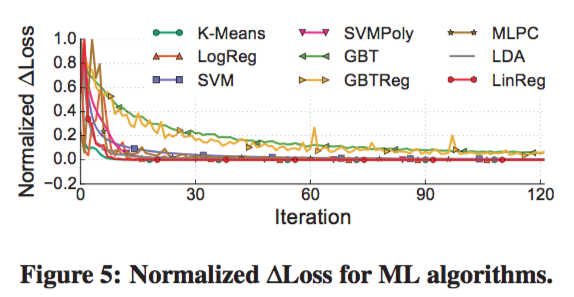 K-Means SVMPoly MLPC
LogReg GBT LDA
SVM GBTReg LinReg
Normalized ΔLoss
1.0
0.8
0.6
0.4
0.2
0.0
−0.2
0 30 60 90 120
Iteration
Figure 5: Normalized ΔLoss for ML algorithms.